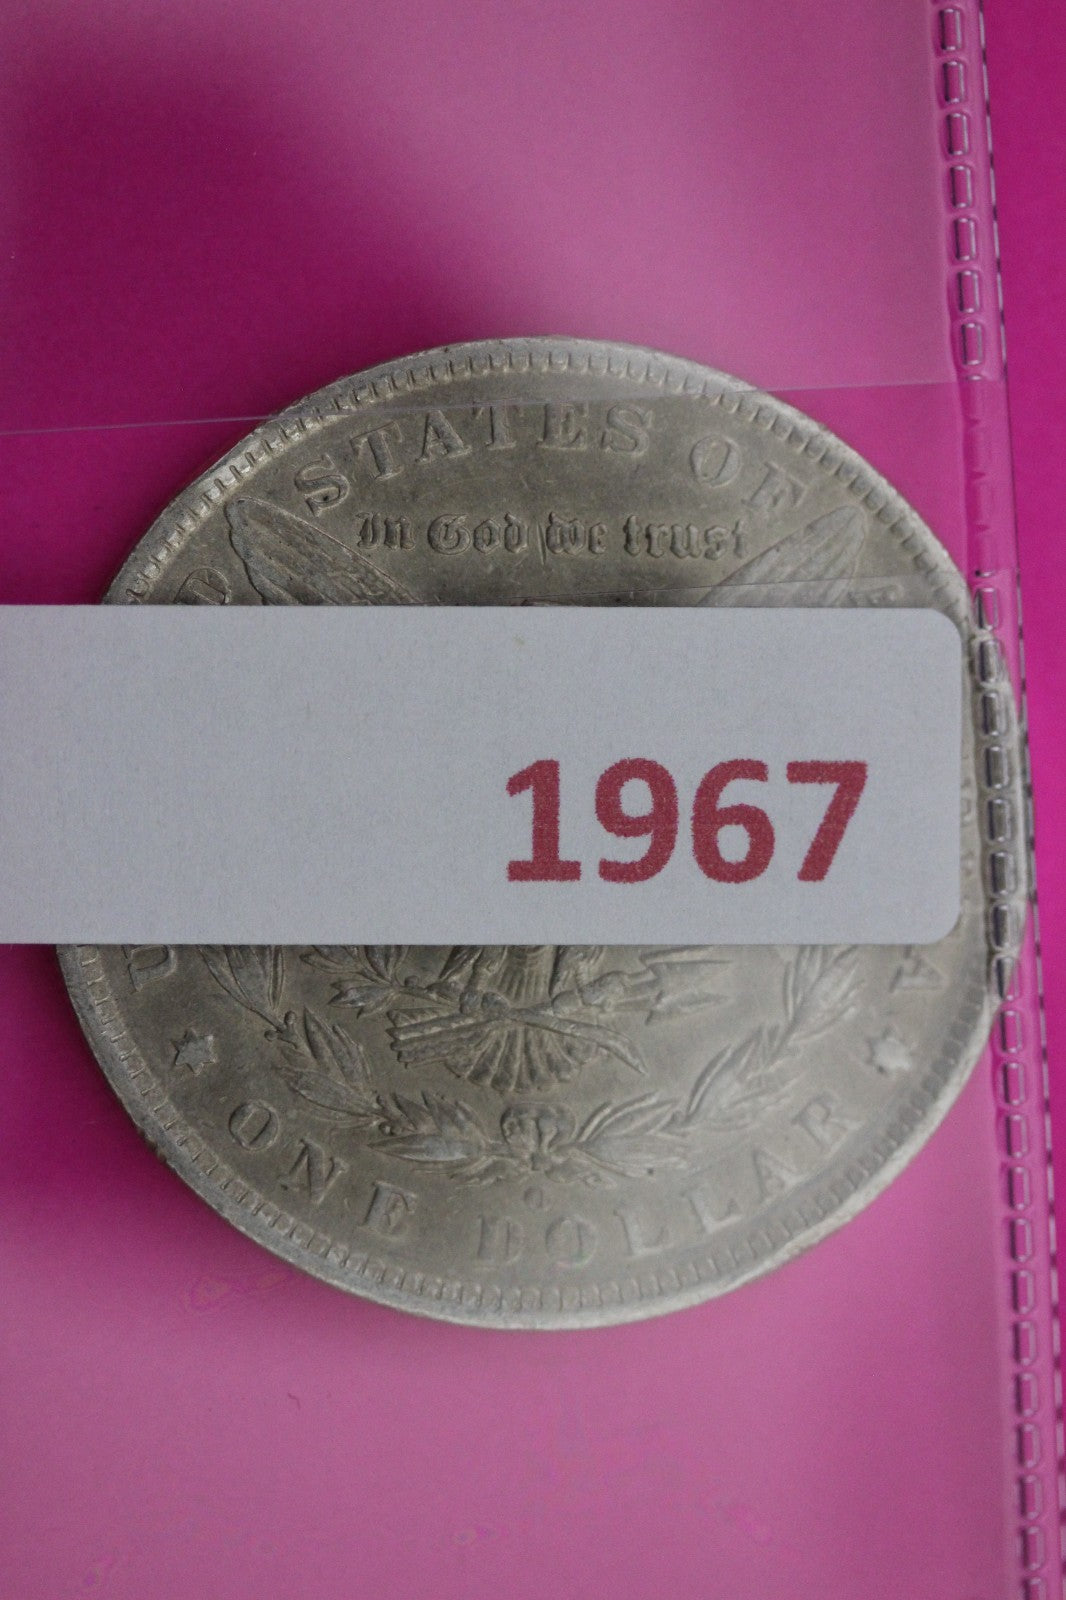 STATES OF
In God We trust
D
1967
U
A
ONE DOLLAR
O